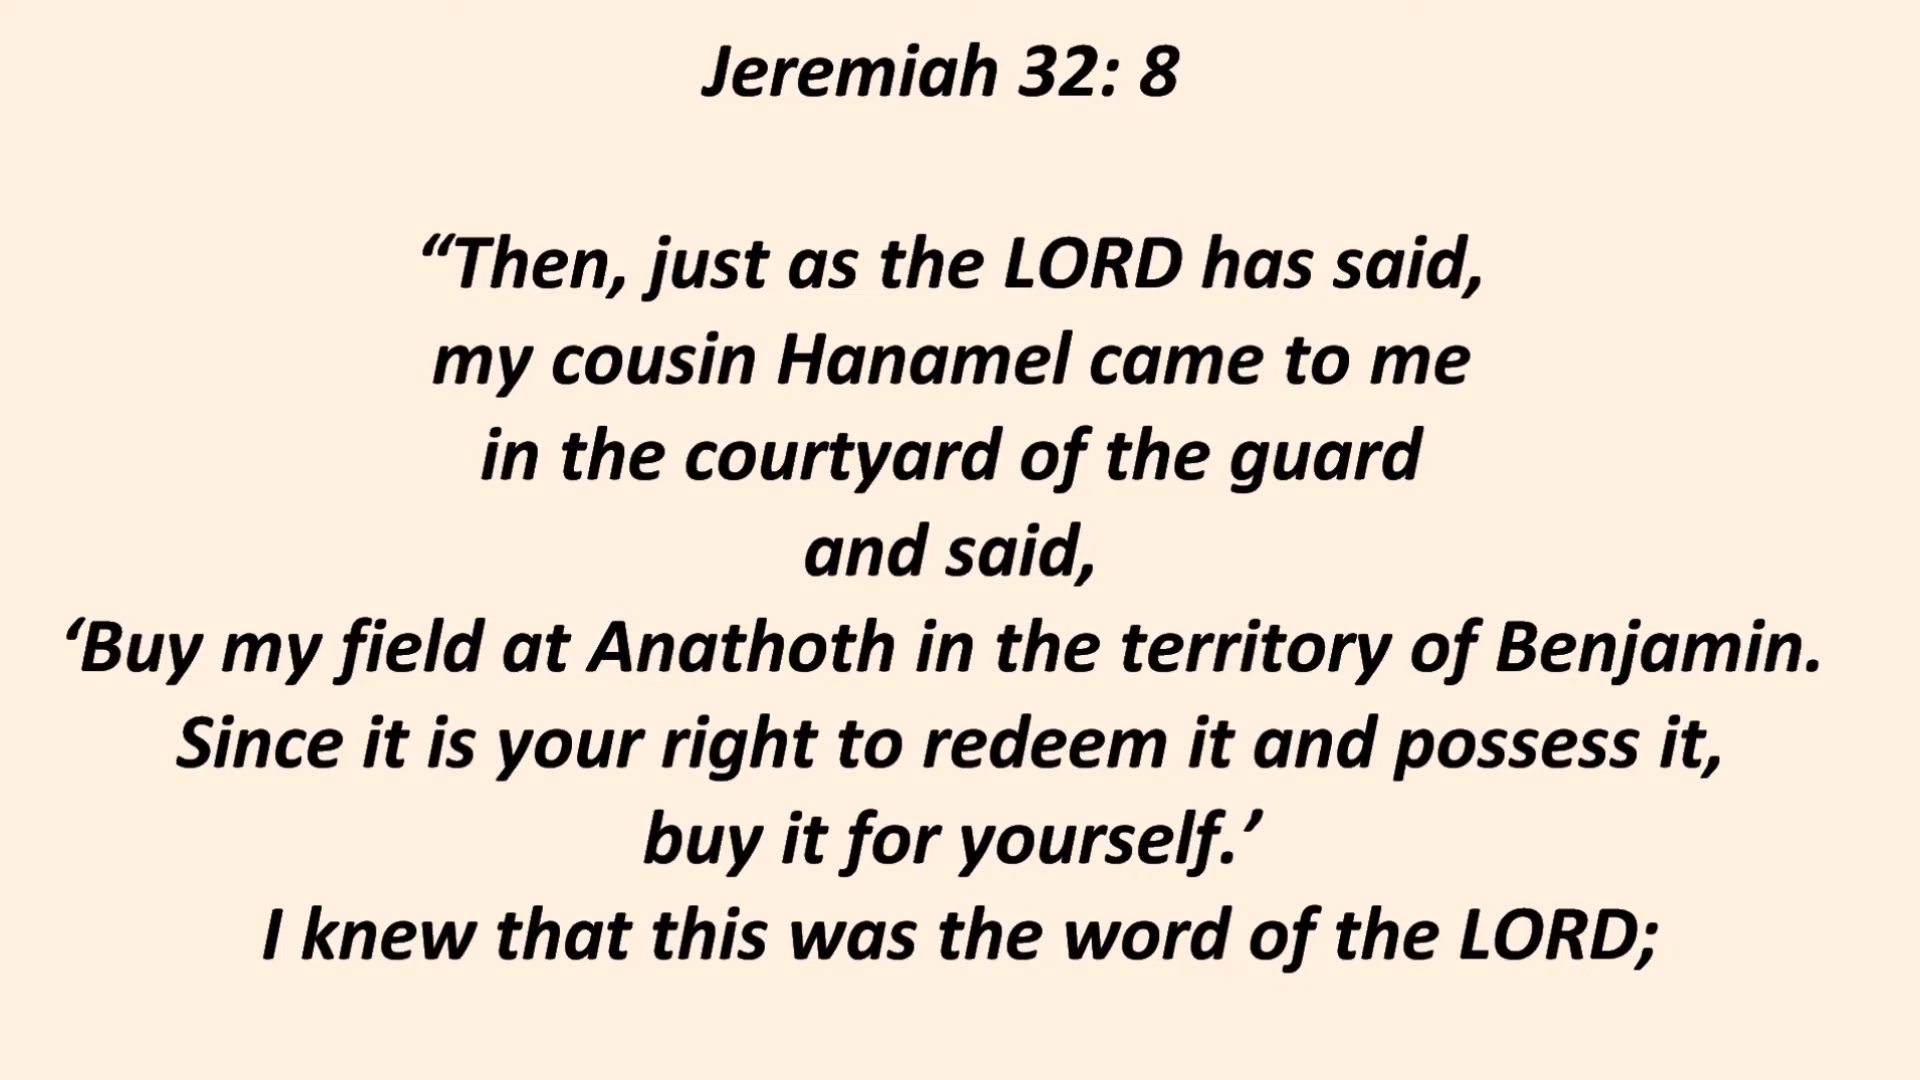 Jeremiah 32: 8
“Then, just as the LORD has said,
my cousin Hanamel came to me
in the courtyard of the guard
and said,
‘Buy my field at Anathoth in the territory of Benjamin.
Since it is your right to redeem it and possess it,
buy it for yourself.’
I knew that this was the word of the LORD;